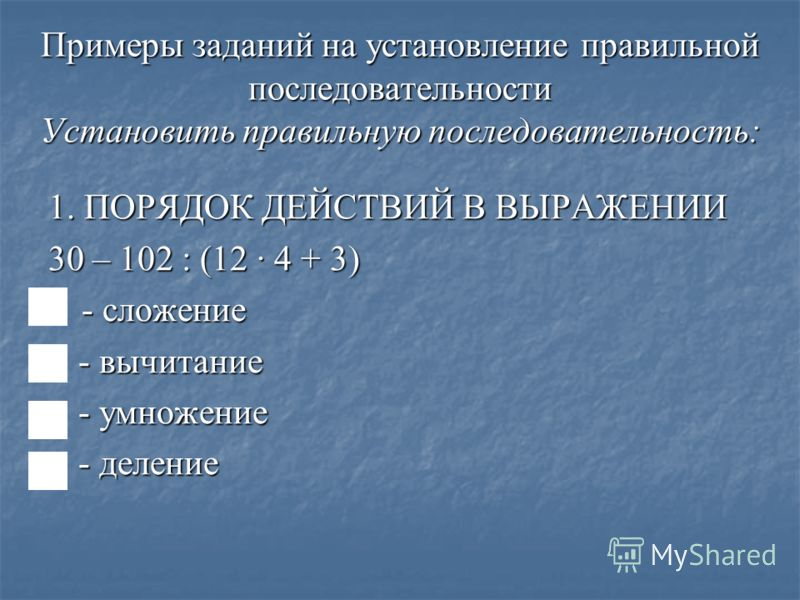 Примеры заданий на установление правильной
последовательности
Установить правильную последовательность:
1. ПОРЯДОК ДЕЙСТВИЙ В ВЫРАЖЕНИИ
30 – 102 : (12 · 4 + 3)
- сложение
- вычитание
- умножение
- деление
MyShared